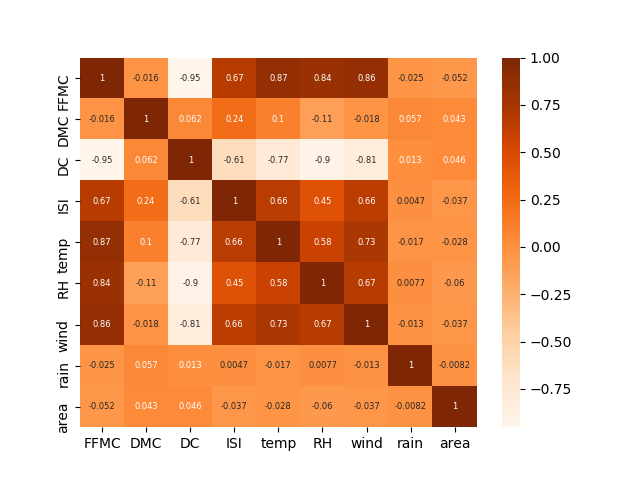 FFMC 1 -0.016 -0.95 0.67 0.87 0.84 0.86 -0.025 -0.052
DMC -0.016 1 0.062 0.24 0.1 -0.11 -0.018 0.057 0.043
DC -0.95 0.062 1 -0.61 -0.77 -0.9 -0.81 0.013 0.046
ISI 0.67 0.24 -0.61 1 0.66 0.45 0.66 0.0047 -0.037
temp 0.87 0.1 -0.77 0.66 1 0.58 0.73 -0.017 -0.028
RH 0.84 -0.11 -0.9 0.45 0.58 1 0.67 0.0077 -0.06
wind 0.86 -0.018 -0.81 0.66 0.73 0.67 1 -0.013 -0.037
rain -0.025 0.057 0.013 0.0047 -0.017 0.0077 -0.013 1 -0.0082
area -0.052 0.043 0.046 -0.037 -0.028 -0.06 -0.037 -0.0082 1
FFMC DMC DC ISI temp RH wind rain area
1.00
0.75
0.50
0.25
0.00
−0.25
−0.50
−0.75